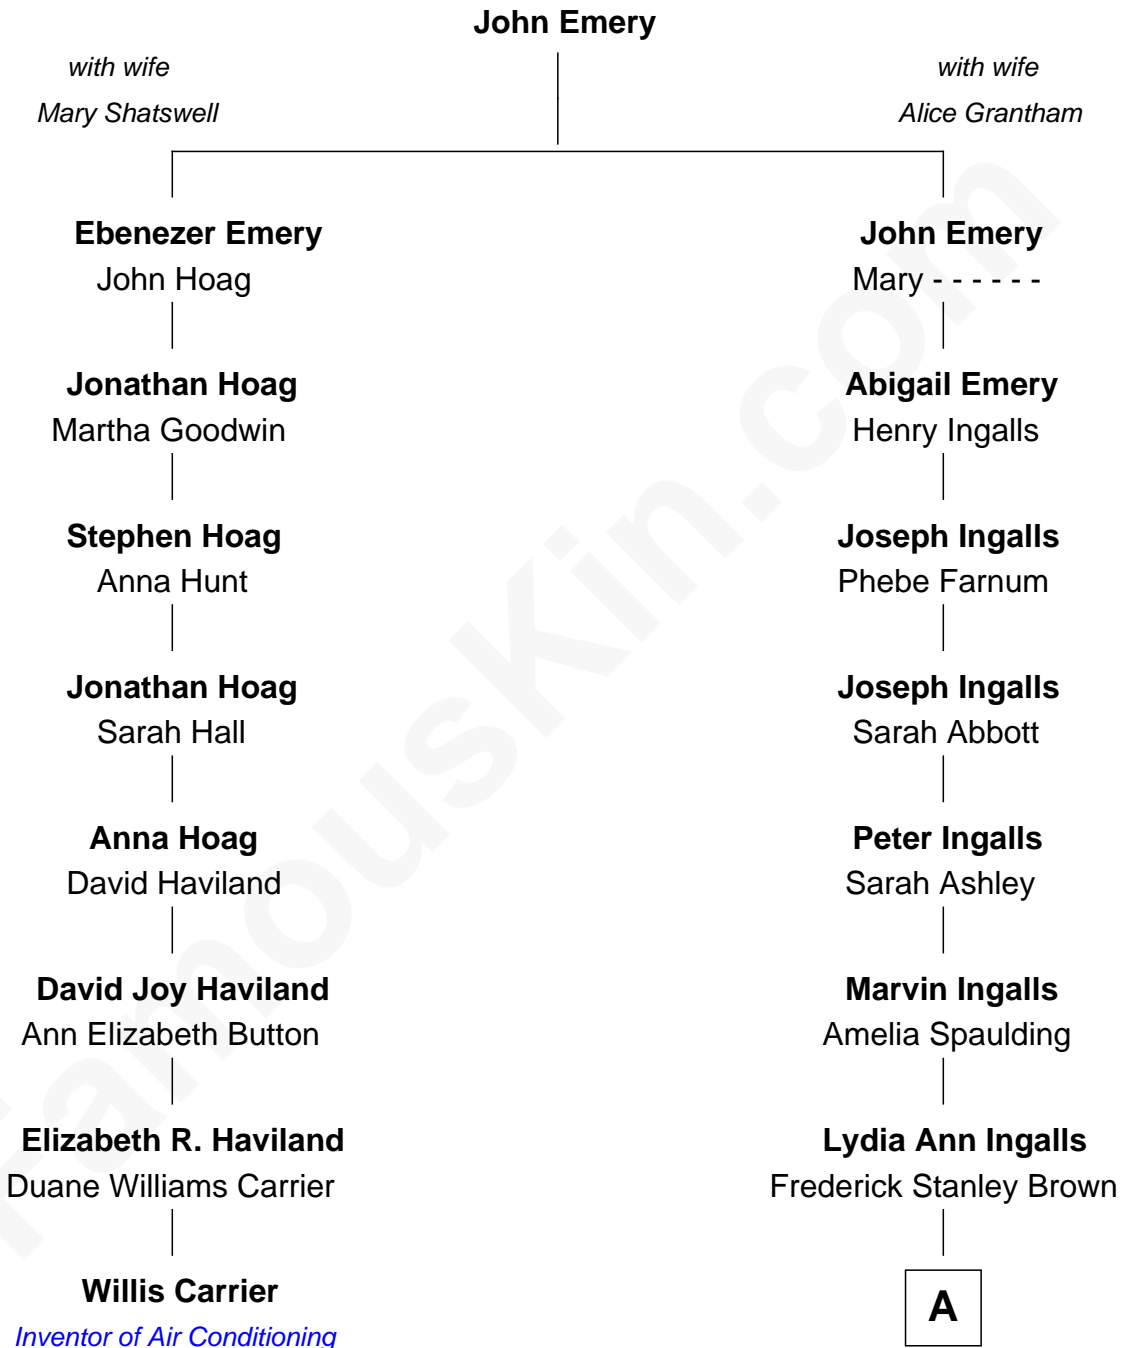 John Emery
with wife
Mary Shatswell
with wife
Alice Grantham
Ebenezer Emery
John Hoag
John Emery
Mary - - - - - -
Jonathan Hoag
Martha Goodwin
Abigail Emery
Henry Ingalls
Stephen Hoag
Anna Hunt
Joseph Ingalls
Phebe Farnum
Jonathan Hoag
Sarah Hall
Joseph Ingalls
Sarah Abbott
Anna Hoag
David Haviland
Peter Ingalls
Sarah Ashley
David Joy Haviland
Ann Elizabeth Button
Marvin Ingalls
Amelia Spaulding
Elizabeth R. Haviland
Duane Williams Carrier
Lydia Ann Ingalls
Frederick Stanley Brown
Willis Carrier
Inventor of Air Conditioning
A
FamousKin.com